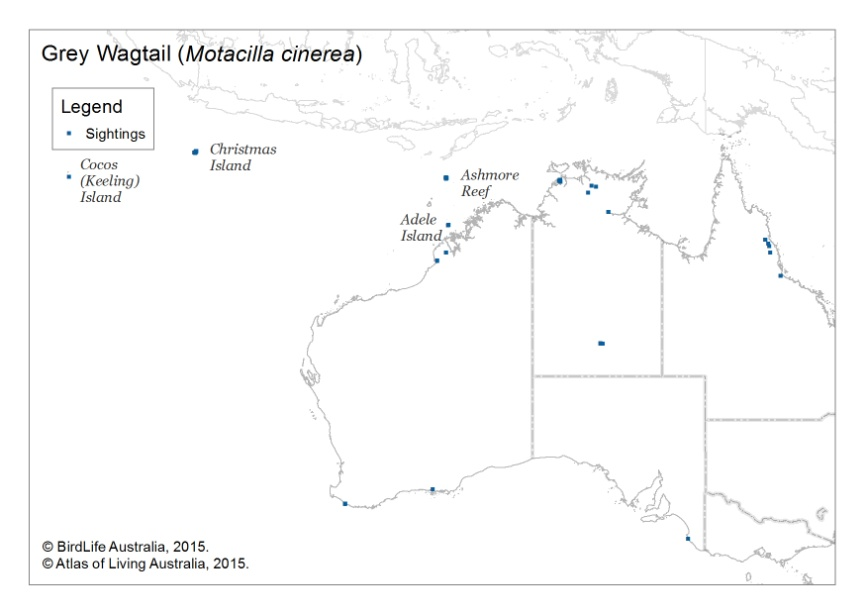 Grey Wagtail (Motacilla cinerea)
Legend
Sightings
Cocos
(Keeling)
Island
Christmas
Island
Ashmore
Reef
Adele
Island
© BirdLife Australia, 2015.
© Atlas of Living Australia, 2015.